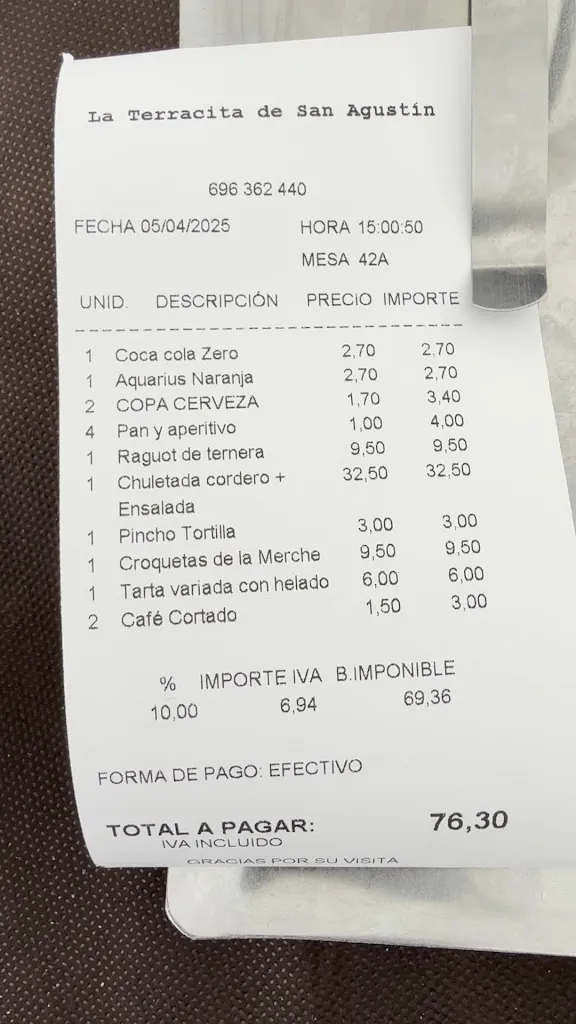 La Terracita de San Agustín
696 362 440
FECHA 05/04/2025 HORA 15:00:50
MESA 42A
UNID. DESCRIPCIÓN PRECIO IMPORTE
1 Coca cola Zero 2,70 2,70
1 Aquarius Naranja 2,70 2,70
2 COPA CERVEZA 1,70 3,40
4 Pan y aperitivo 1,00 4,00
1 Raguot de ternera 9,50 9,50
1 Chuletada cordero + 32,50 32,50
Ensalada
1 Pincho Tortilla 3,00 3,00
1 Croquetas de la Merche 9,50 9,50
1 Tarta variada con helado 6,00 6,00
2 Café Cortado 1,50 3,00
% IMPORTE IVA B.IMPONIBLE
10,00 6,94 69,36
FORMA DE PAGO: EFECTIVO
TOTAL A PAGAR: 76,30
IVA INCLUIDO
GRACIAS POR SU VISITA